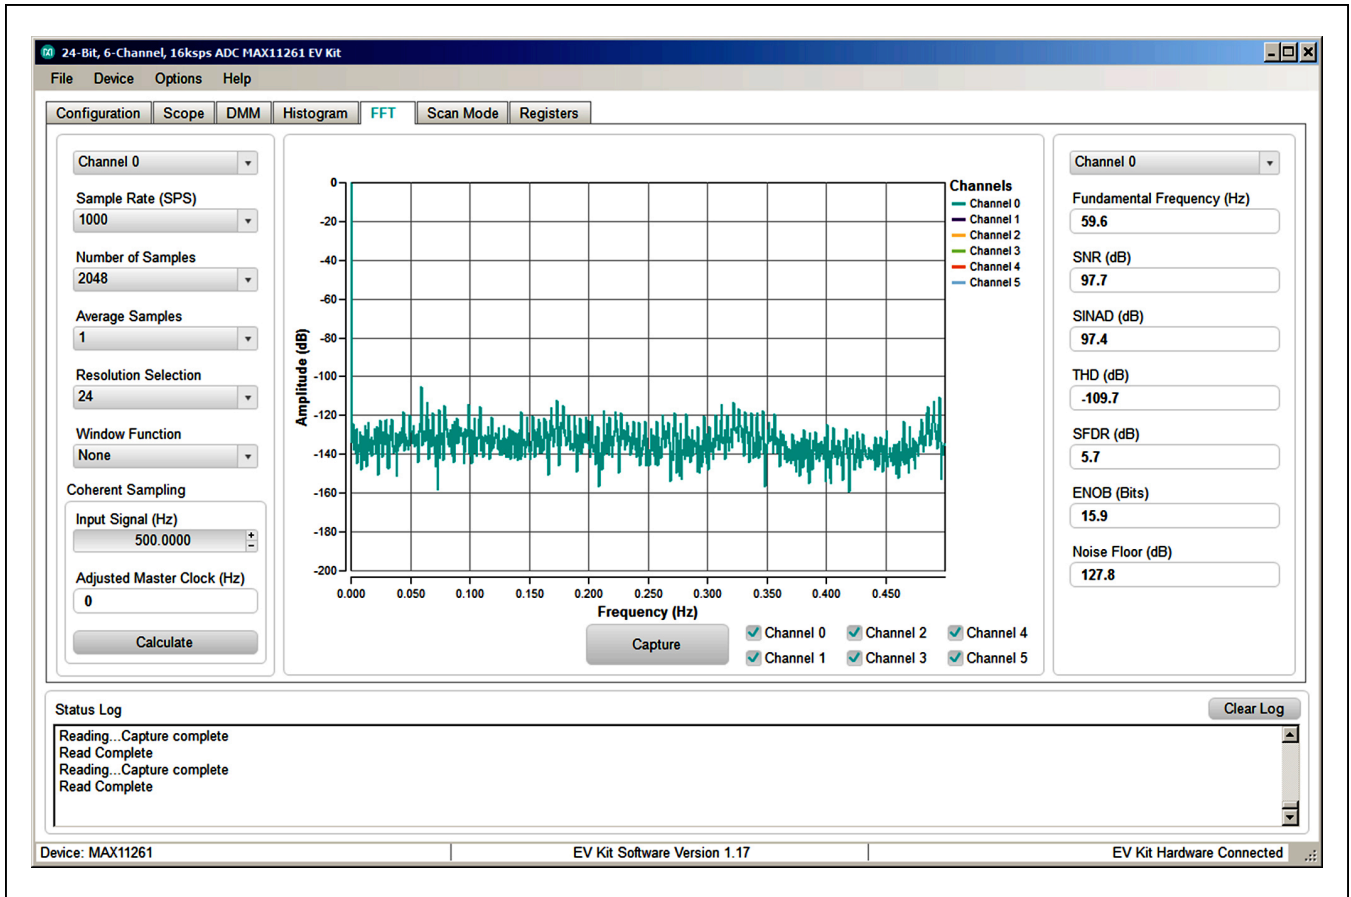 24-Bit, 6-Channel, 16ksps ADC MAX11261 EV Kit
File Device Options Help
Configuration Scope DMM Histogram FFT Scan Mode Registers
Channel 0
Sample Rate (SPS)
1000
Number of Samples
2048
Average Samples
1
Resolution Selection
24
Window Function
None
Coherent Sampling
Input Signal (Hz)
500.0000
Adjusted Master Clock (Hz)
0
Calculate
Amplitude (dB)
0
-20
-40
-60
-80
-100
-120
-140
-160
-180
-200
0.000 0.050 0.100 0.150 0.200 0.250 0.300 0.350 0.400 0.450
Frequency (Hz)
Channels
Channel 0
Channel 1
Channel 2
Channel 3
Channel 4
Channel 5
Capture
Channel 0 Channel 2 Channel 4
Channel 1 Channel 3 Channel 5
Channel 0
Fundamental Frequency (Hz)
59.6
SNR (dB)
97.7
SINAD (dB)
97.4
THD (dB)
-109.7
SFDR (dB)
5.7
ENOB (Bits)
15.9
Noise Floor (dB)
127.8
Status Log
Clear Log
Reading...Capture complete
Read Complete
Reading...Capture complete
Read Complete
Device: MAX11261
EV Kit Software Version 1.17
EV Kit Hardware Connected